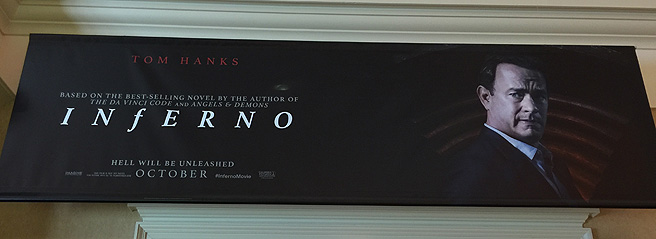 TOM HANKS
BASED ON THE BEST-SELLING NOVEL BY THE AUTHOR OF
THE DA VINCI CODE AND ANGELS & DEMONS
INƒERNO
HELL WILL BE UNLEASHED
OCTOBER
#InfernoMovie